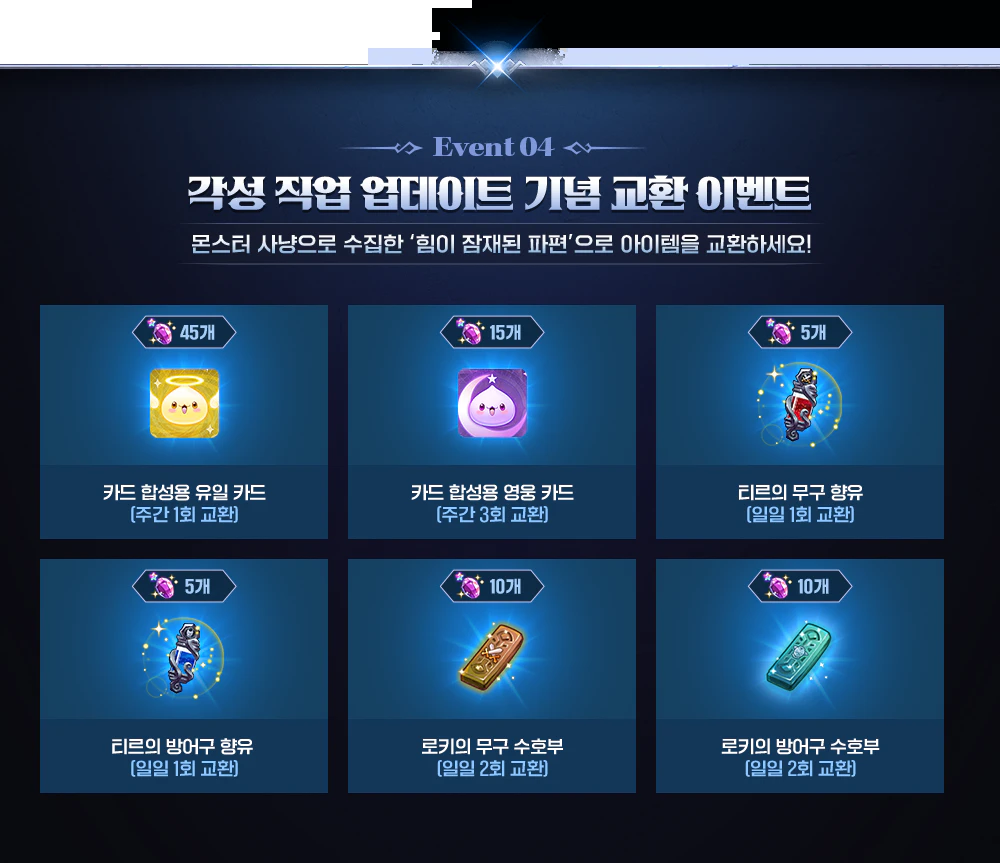 Event 04
각성 직업 업데이트 기념 교환 이벤트
몬스터 사냥으로 수집한 '힘이 잠재된 파편'으로 아이템을 교환하세요!
45개
15개
5개
카드 합성용 유일 카드
(주간 1회 교환)
카드 합성용 영웅 카드
(주간 3회 교환)
티르의 무구 향유
(일일 1회 교환)
5개
10개
10개
티르의 방어구 향유
(일일 1회 교환)
로키의 무구 수호부
(일일 2회 교환)
로키의 방어구 수호부
(일일 2회 교환)